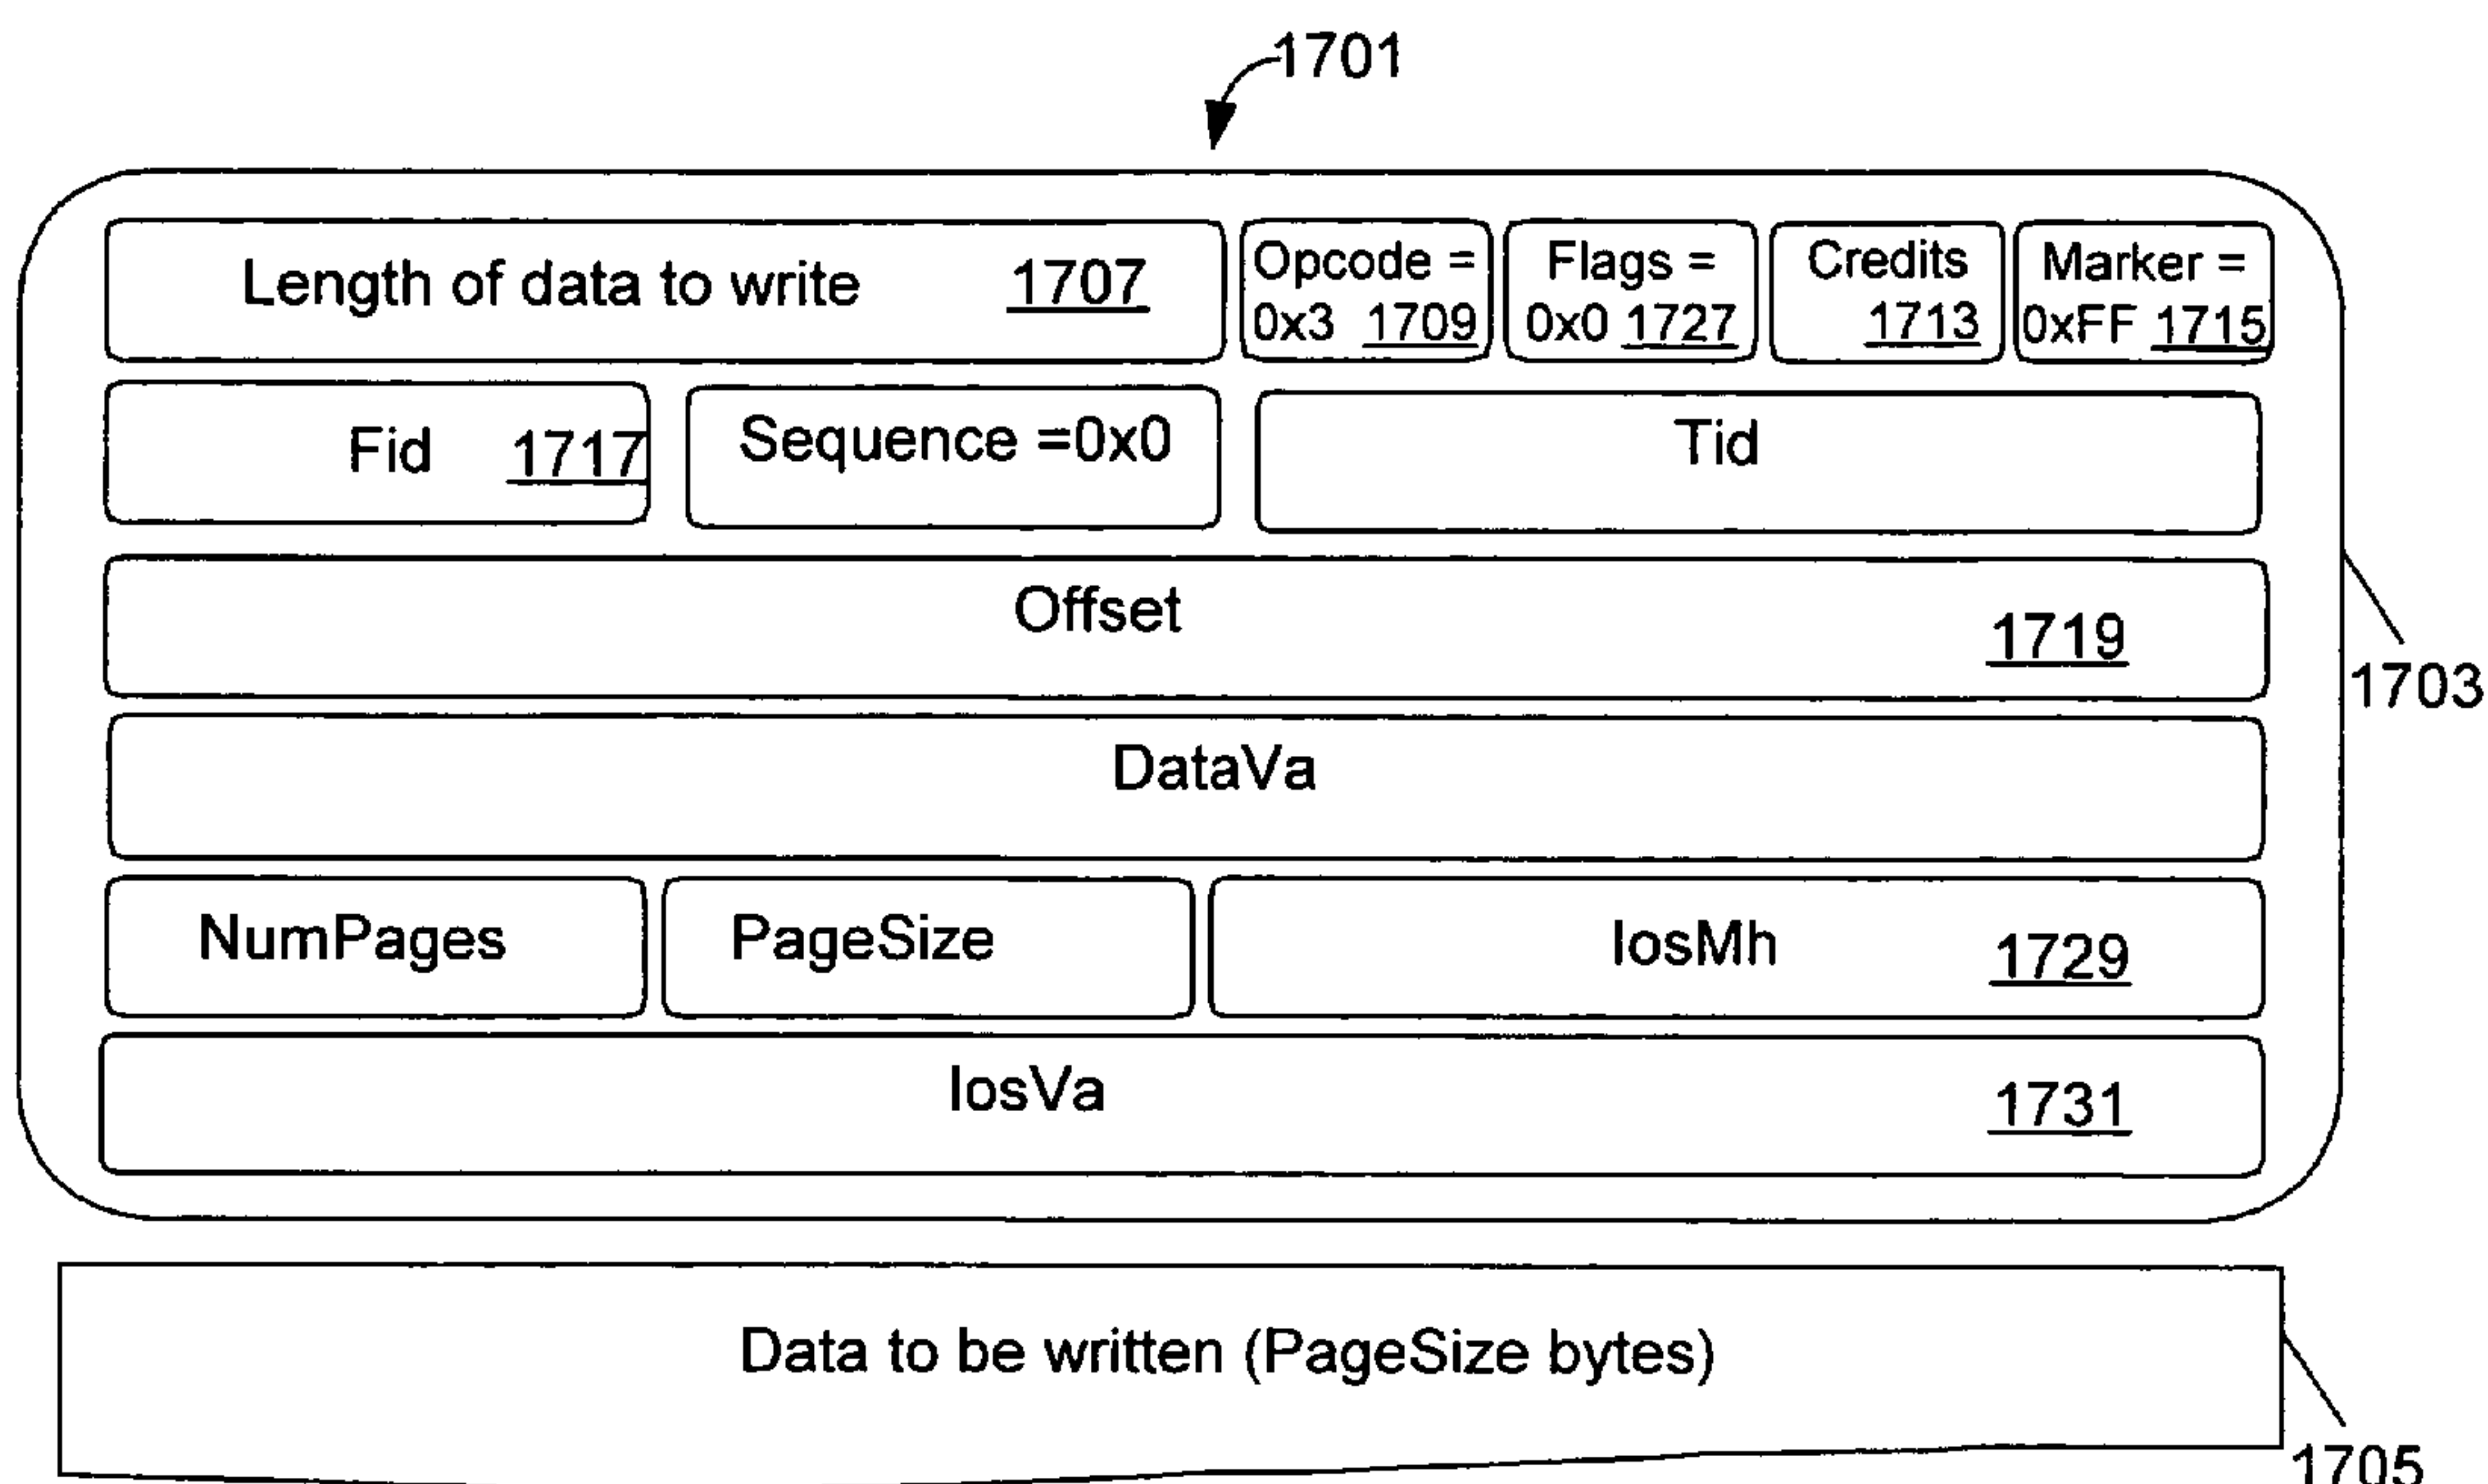 1701
Length of data to write 1707
Opcode =
0x3 1709
Flags =
0x0 1727
Credits
1713
Marker =
0xFF 1715
Fid 1717
Sequence =0x0
Tid
Offset 1719
1703
DataVa
NumPages
PageSize
IosMh 1729
IosVa 1731
Data to be written (PageSize bytes)
1705